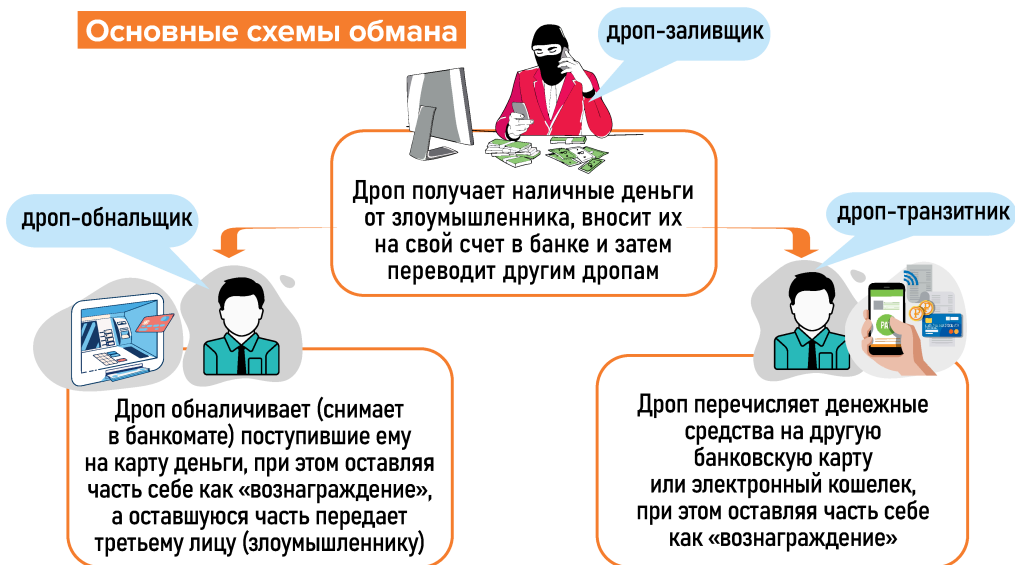 Основные схемы обмана
дроп-заливщик
Дроп получает наличные деньги
от злоумышленника, вносит их
на свой счет в банке и затем
переводит другим дропам
дроп-обнальщик
Дроп обналичивает (снимает
в банкомате) поступившие ему
на карту деньги, при этом оставляя
часть себе как «вознаграждение»,
а оставшуюся часть передает
третьему лицу (злоумышленнику)
дроп-транзитник
Дроп перечисляет денежные
средства на другую
банковскую карту
или электронный кошелек,
при этом оставляя часть себе
как «вознаграждение»